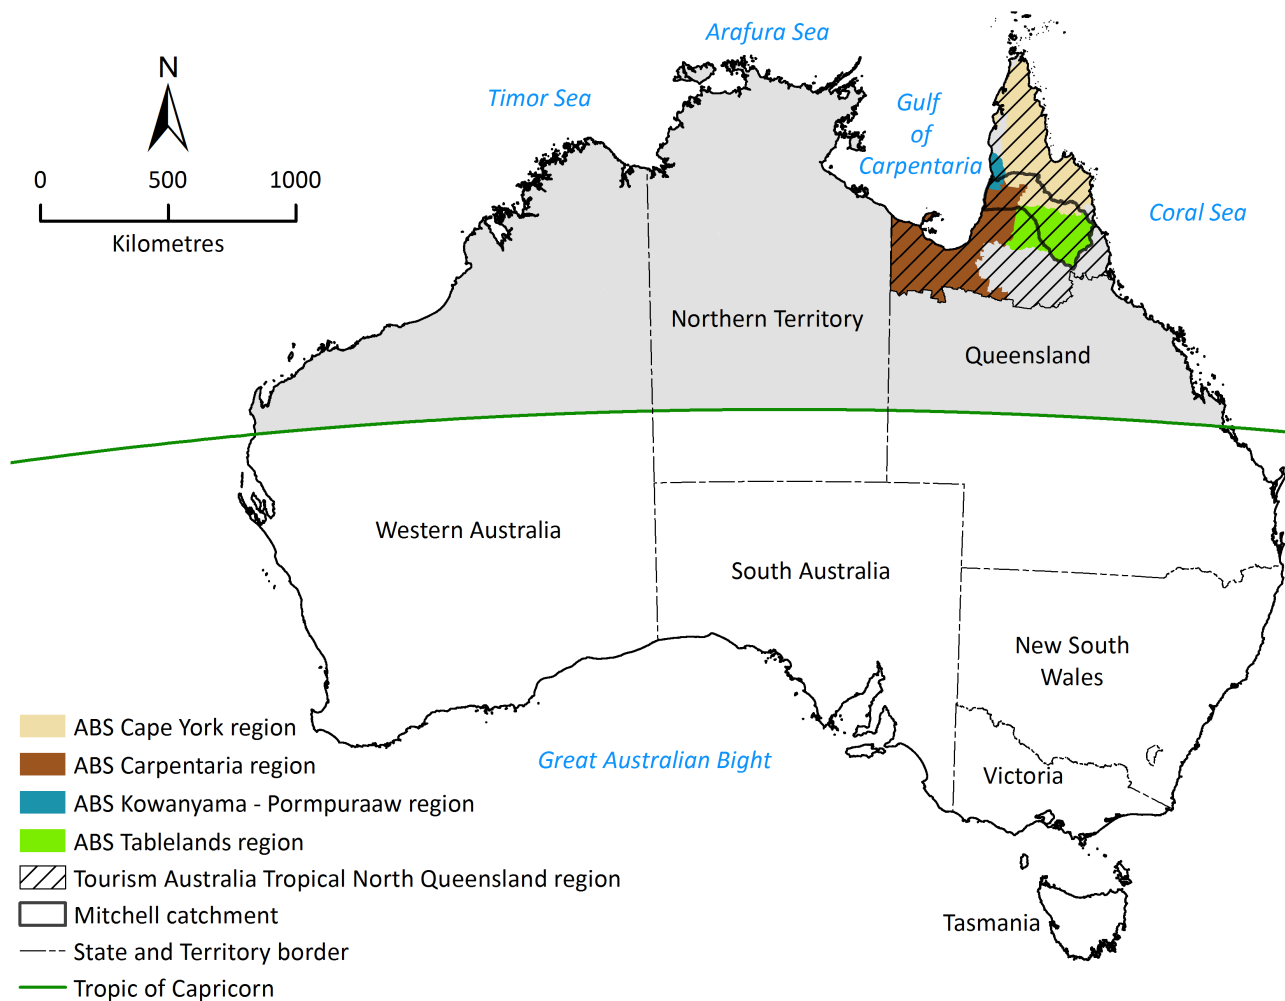 Arafura Sea
N
Timor Sea
Gulf
of
Carpentaria
0 500 1000
Kilometres
Coral Sea
Northern Territory
Queensland
Western Australia
South Australia
New South
Wales
Victoria
Great Australian Bight
Tasmania
ABS Cape York region
ABS Carpentaria region
ABS Kowanyama - Pormpuraaw region
ABS Tablelands region
Tourism Australia Tropical North Queensland region
Mitchell catchment
State and Territory border
Tropic of Capricorn